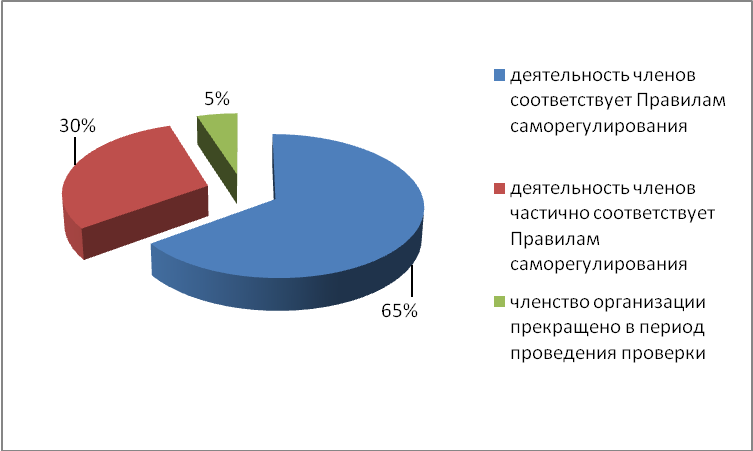 5%
30%
65%
деятельность членов
соответствует Правилам
саморегулирования
деятельность членов
частично соответствует
Правилам
саморегулирования
членство организации
прекращено в период
проведения проверки